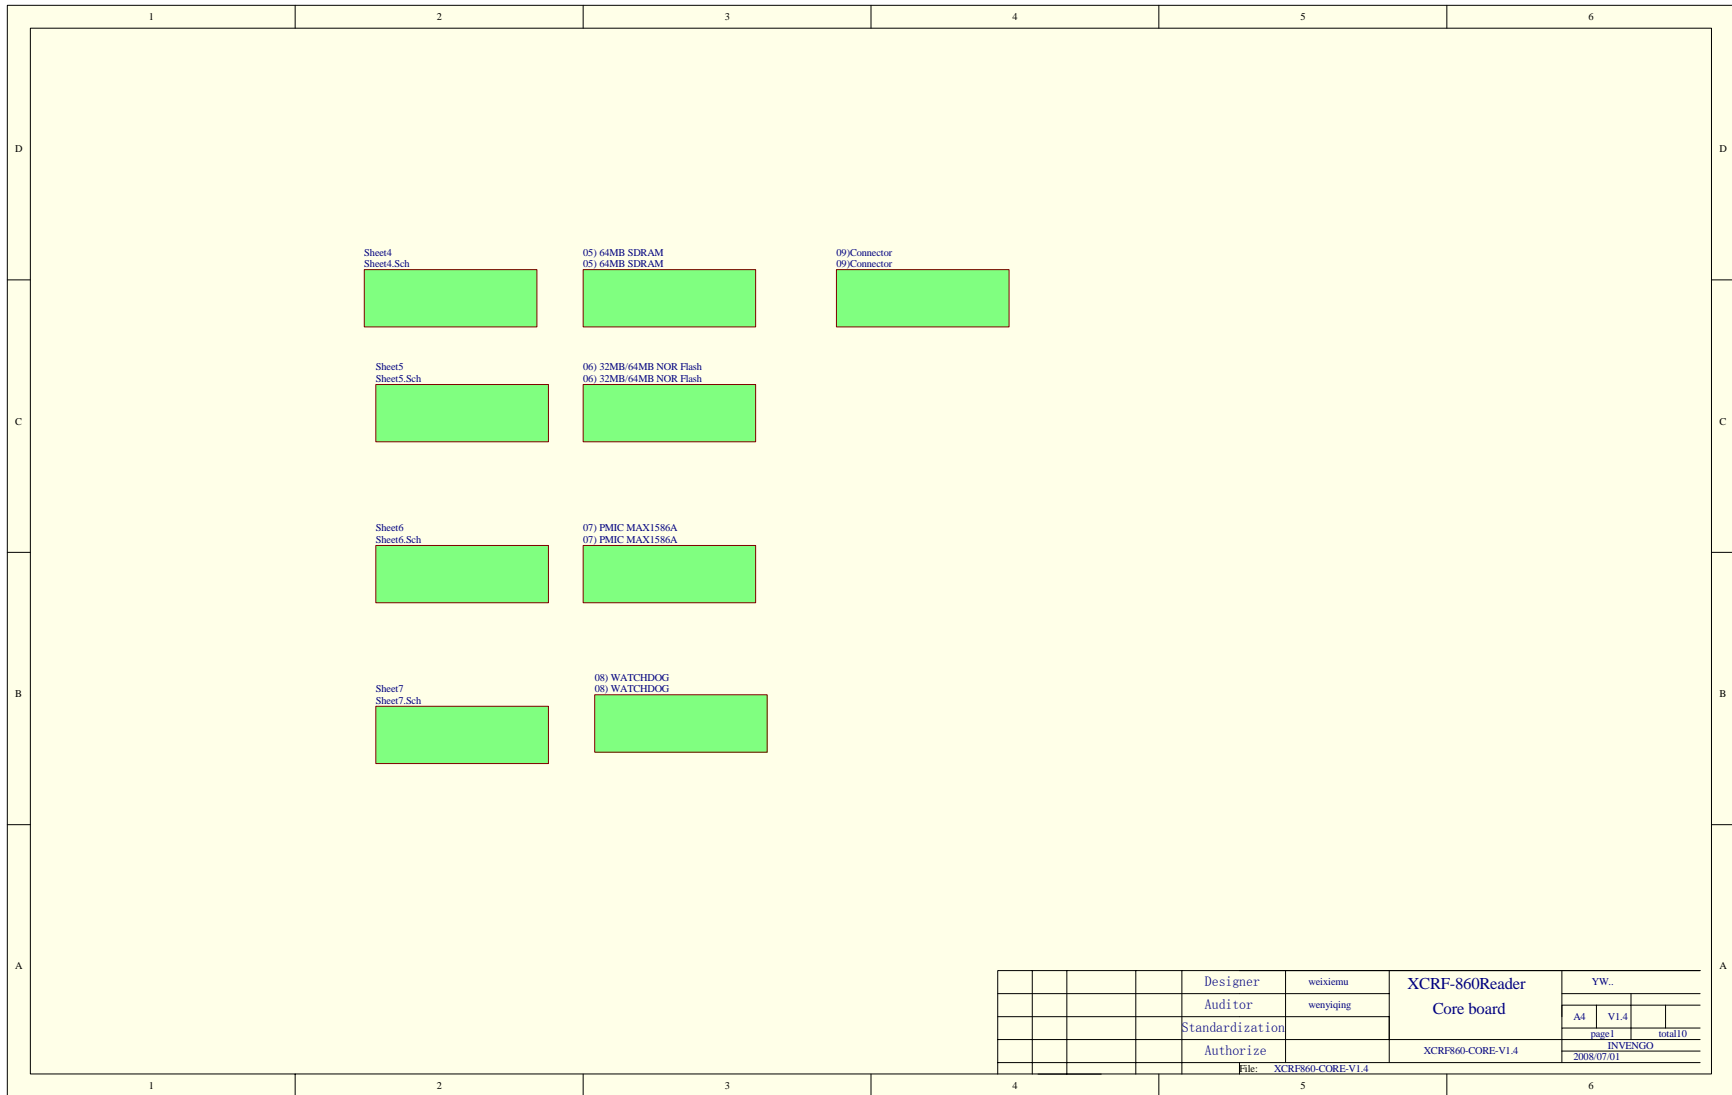 1 2 3 4 5 6
D D
Sheet4 05) 64MB SDRAM 09)Connector
Sheet4.Sch 05) 64MB SDRAM 09)Connector
Sheet5 06) 32MB/64MB NOR Flash
Sheet5.Sch 06) 32MB/64MB NOR Flash
C C
Sheet6 07) PMIC MAX1586A
Sheet6.Sch 07) PMIC MAX1586A
08) WATCHDOG
Sheet7 08) WATCHDOG
B B
Sheet7.Sch
A A
Designer weixiemu XCRF-860Reader YW..
Auditor wenyiqing Core board
A4 V1.4
Standardization
page1 total10
Authorize XCRF860-CORE-V1.4 INVENGO
2008/07/01
File: XCRF860-CORE-V1.4
1 2 3 4 5 6